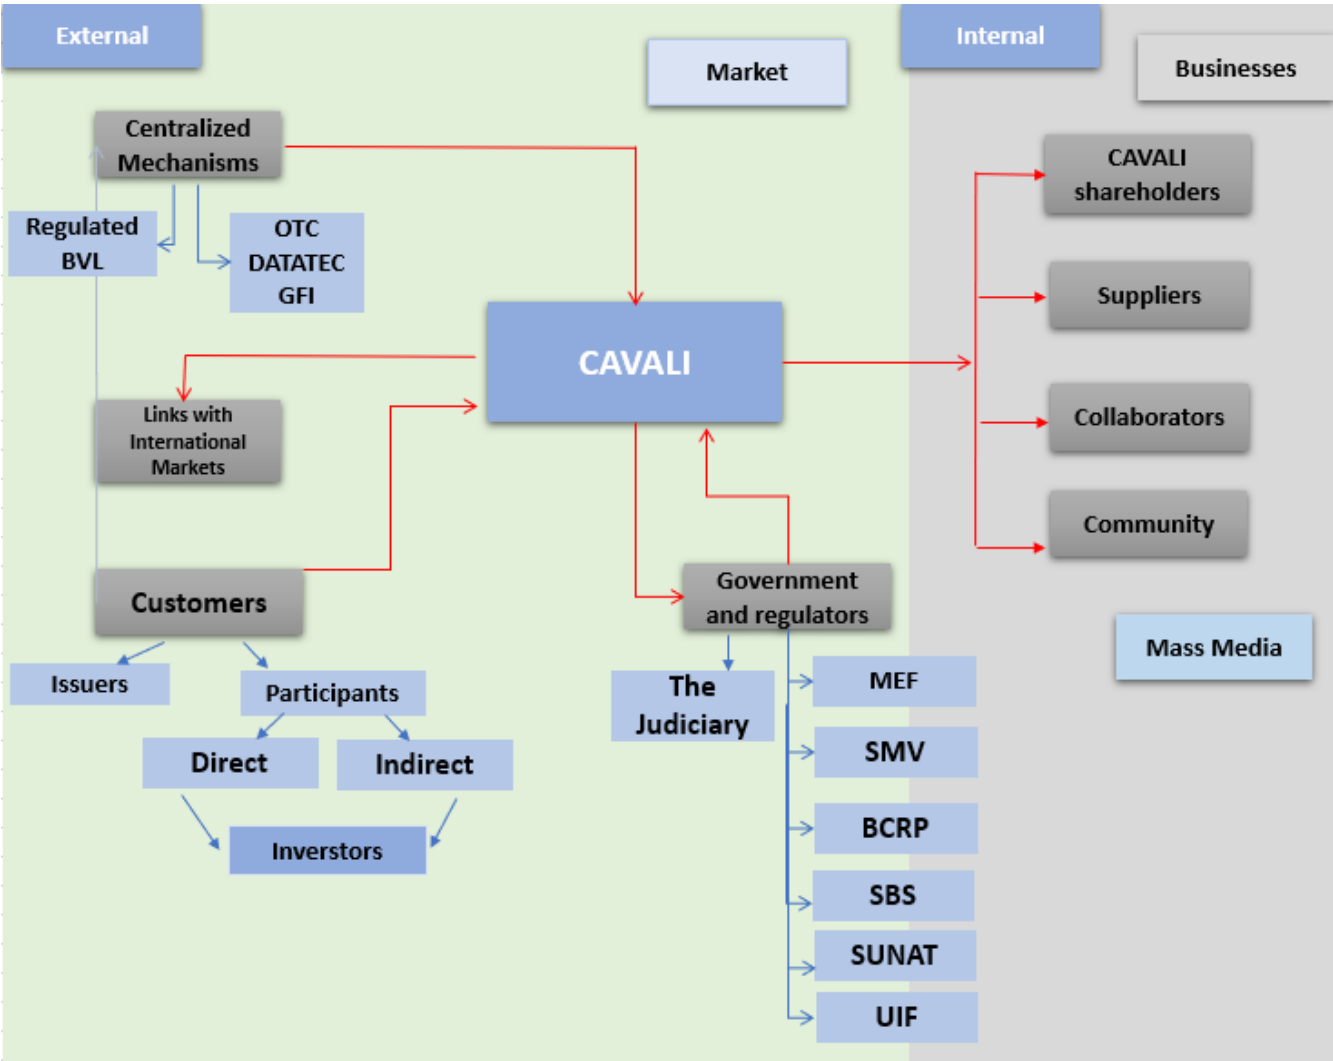 External
Internal
Market
Businesses
Centralized
Mechanisms
CAVALI
shareholders
Regulated
BVL
OTC
DATATEC
GFI
Suppliers
CAVALI
Links with
International
Markets
Collaborators
Community
Customers
Government
and regulators
Mass Media
Issuers
Participants
The
Judiciary
MEF
Direct
Indirect
SMV
Inverstors
BCRP
SBS
SUNAT
UIF